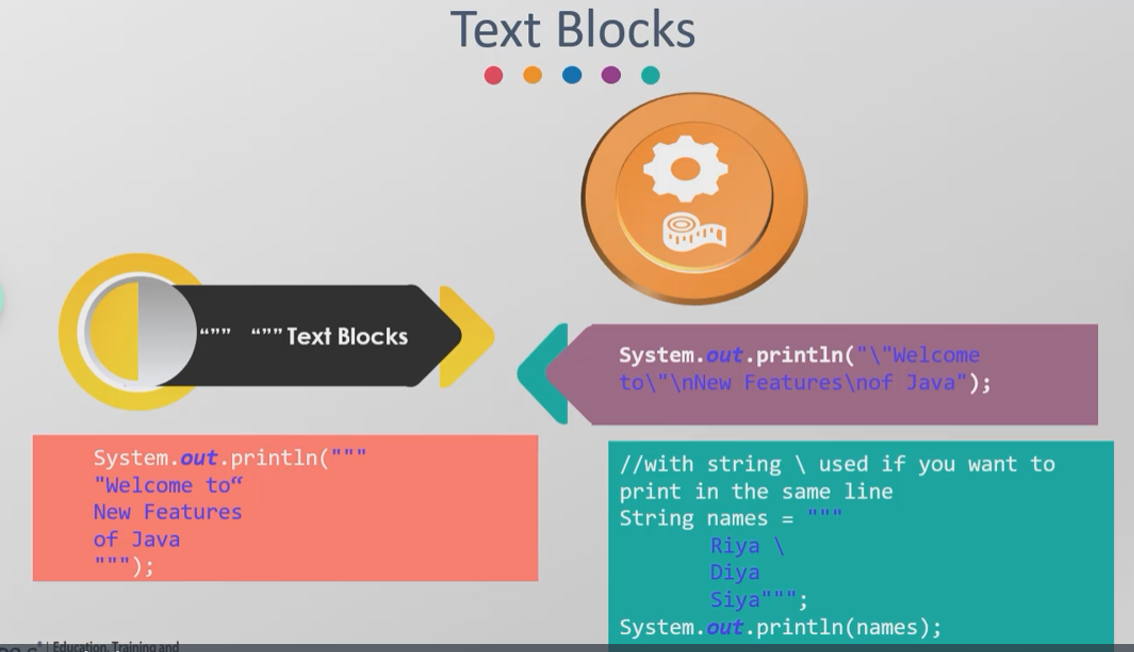 Text Blocks
“”” “”” Text Blocks
System.out.println("\"Welcome
to\"\nNew Features\nof Java");
System.out.println("""
"Welcome to“
New Features
of Java
""");
//with string \ used if you want to
print in the same line
String names = """
Riya \
Diya
Siya""";
System.out.println(names);
| Education, Training and